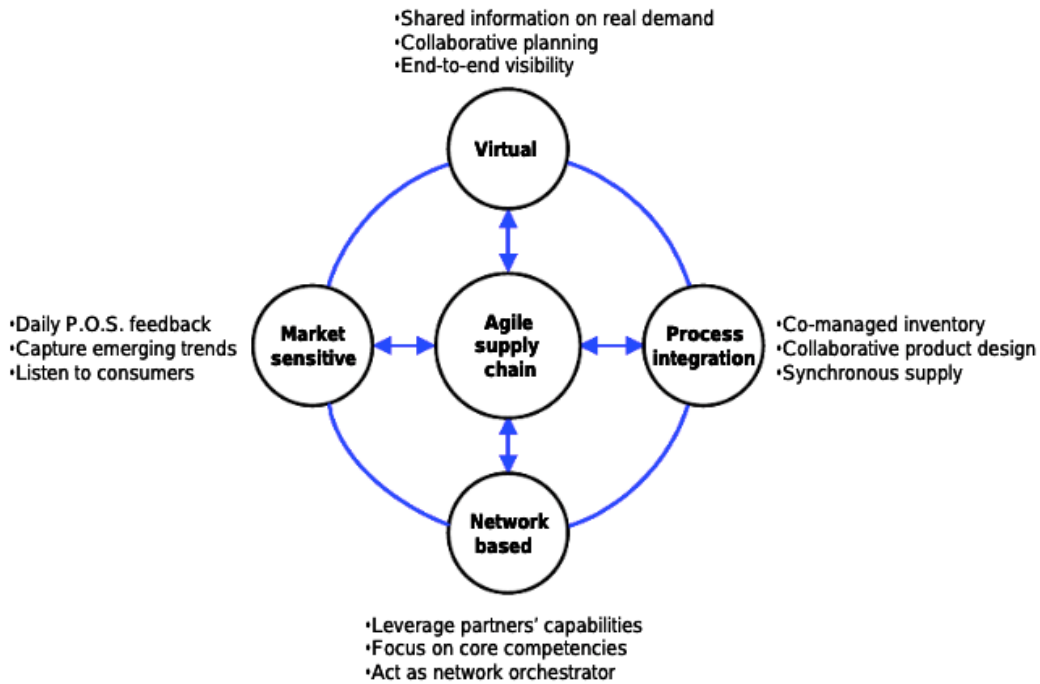 •Shared information on real demand
•Collaborative planning
•End-to-end visibility
Virtual
•Daily P.O.S. feedback
•Capture emerging trends
•Listen to consumers
Market
sensitive
Agile
supply
chain
Process
integration
•Co-managed inventory
•Collaborative product design
•Synchronous supply
Network
based
•Leverage partners’ capabilities
•Focus on core competencies
•Act as network orchestrator